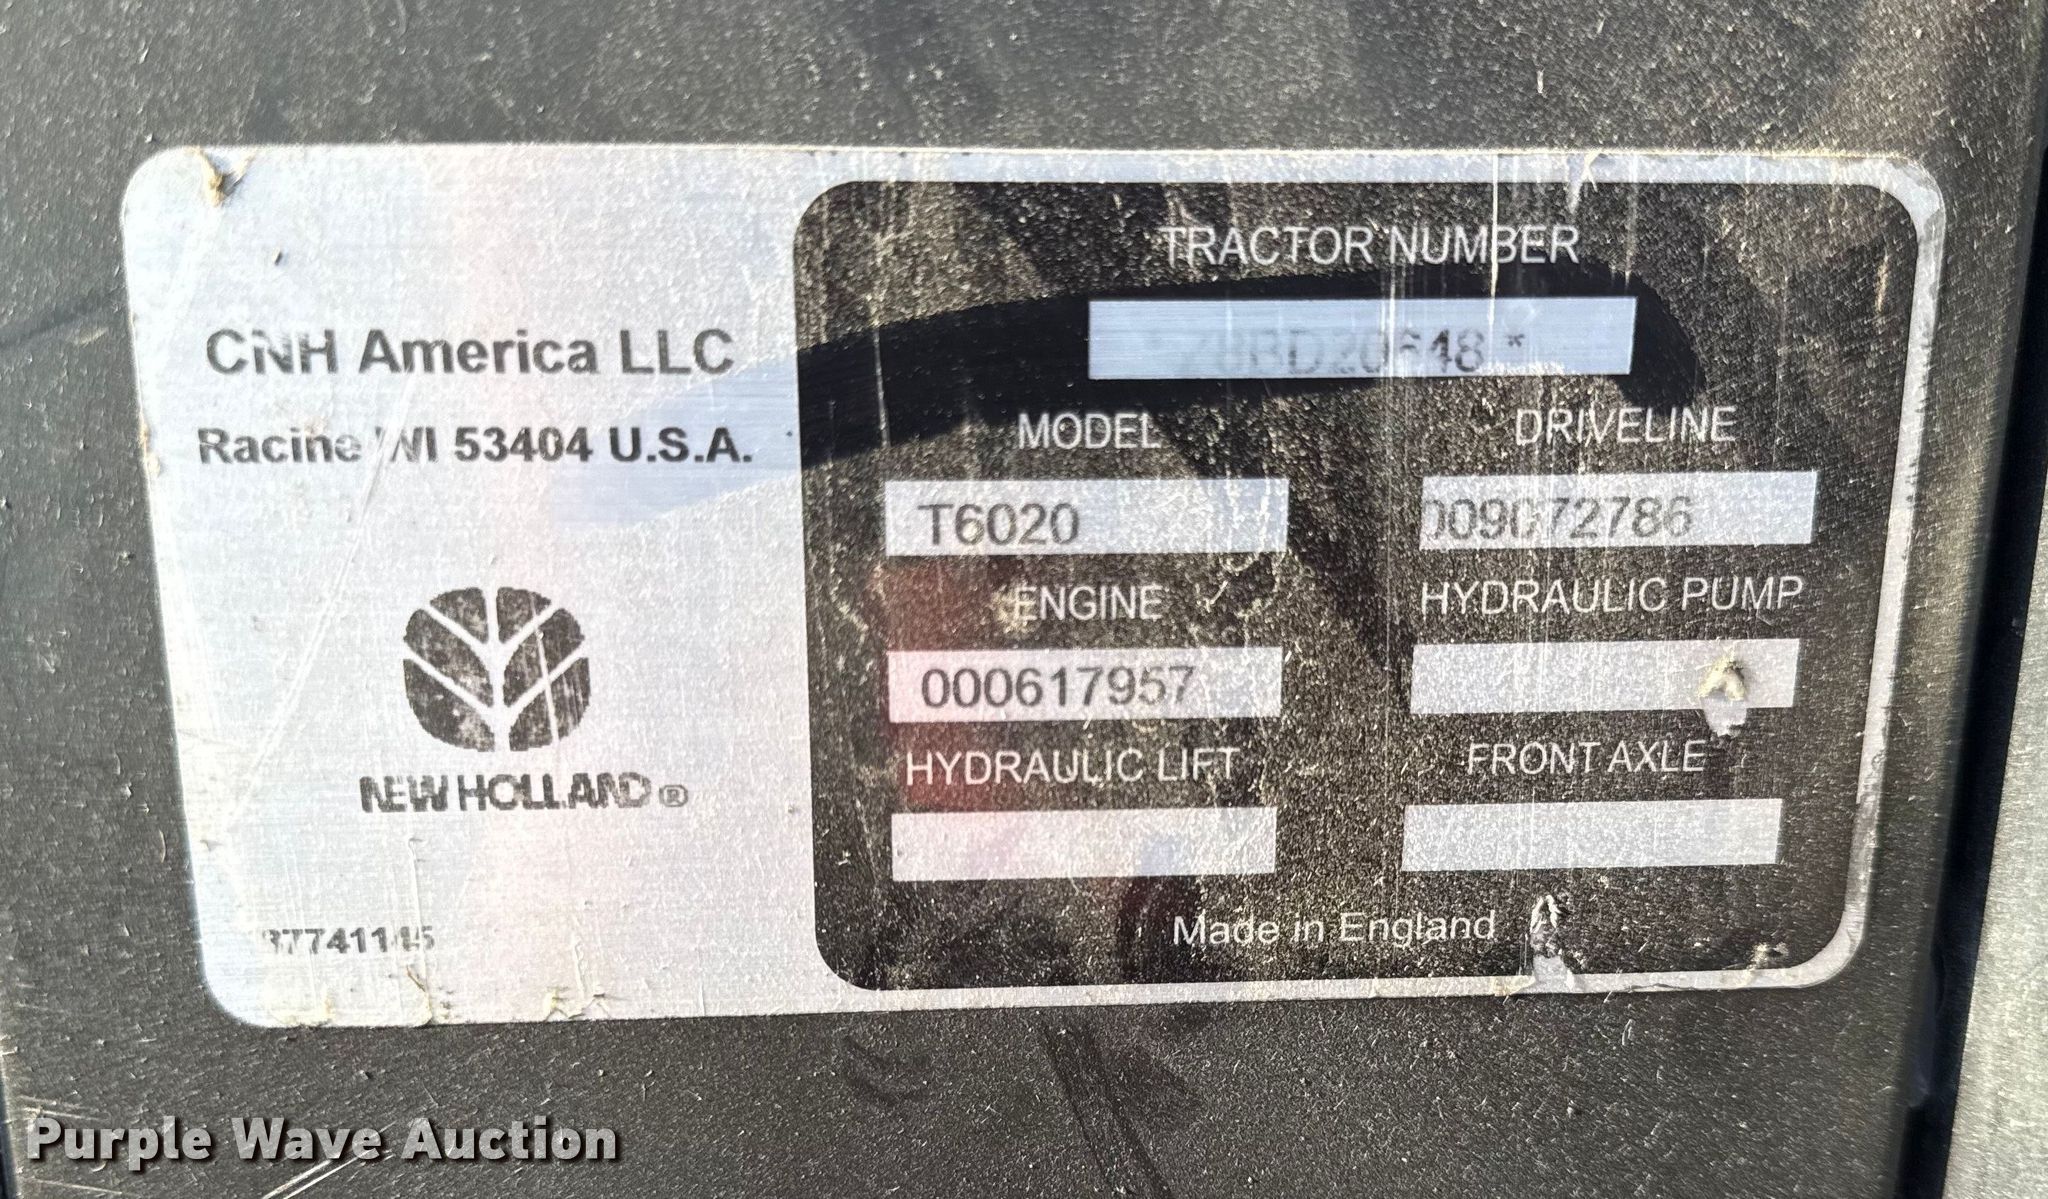 CNH America LLC
Racine WI 53404 U.S.A.
NEW HOLLAND®
TRACTOR NUMBER
MODEL
DRIVELINE
T6020
009072786
ENGINE
HYDRAULIC PUMP
000617957
HYDRAULIC LIFT
FRONT AXLE
Made in England
Purple Wave Auction